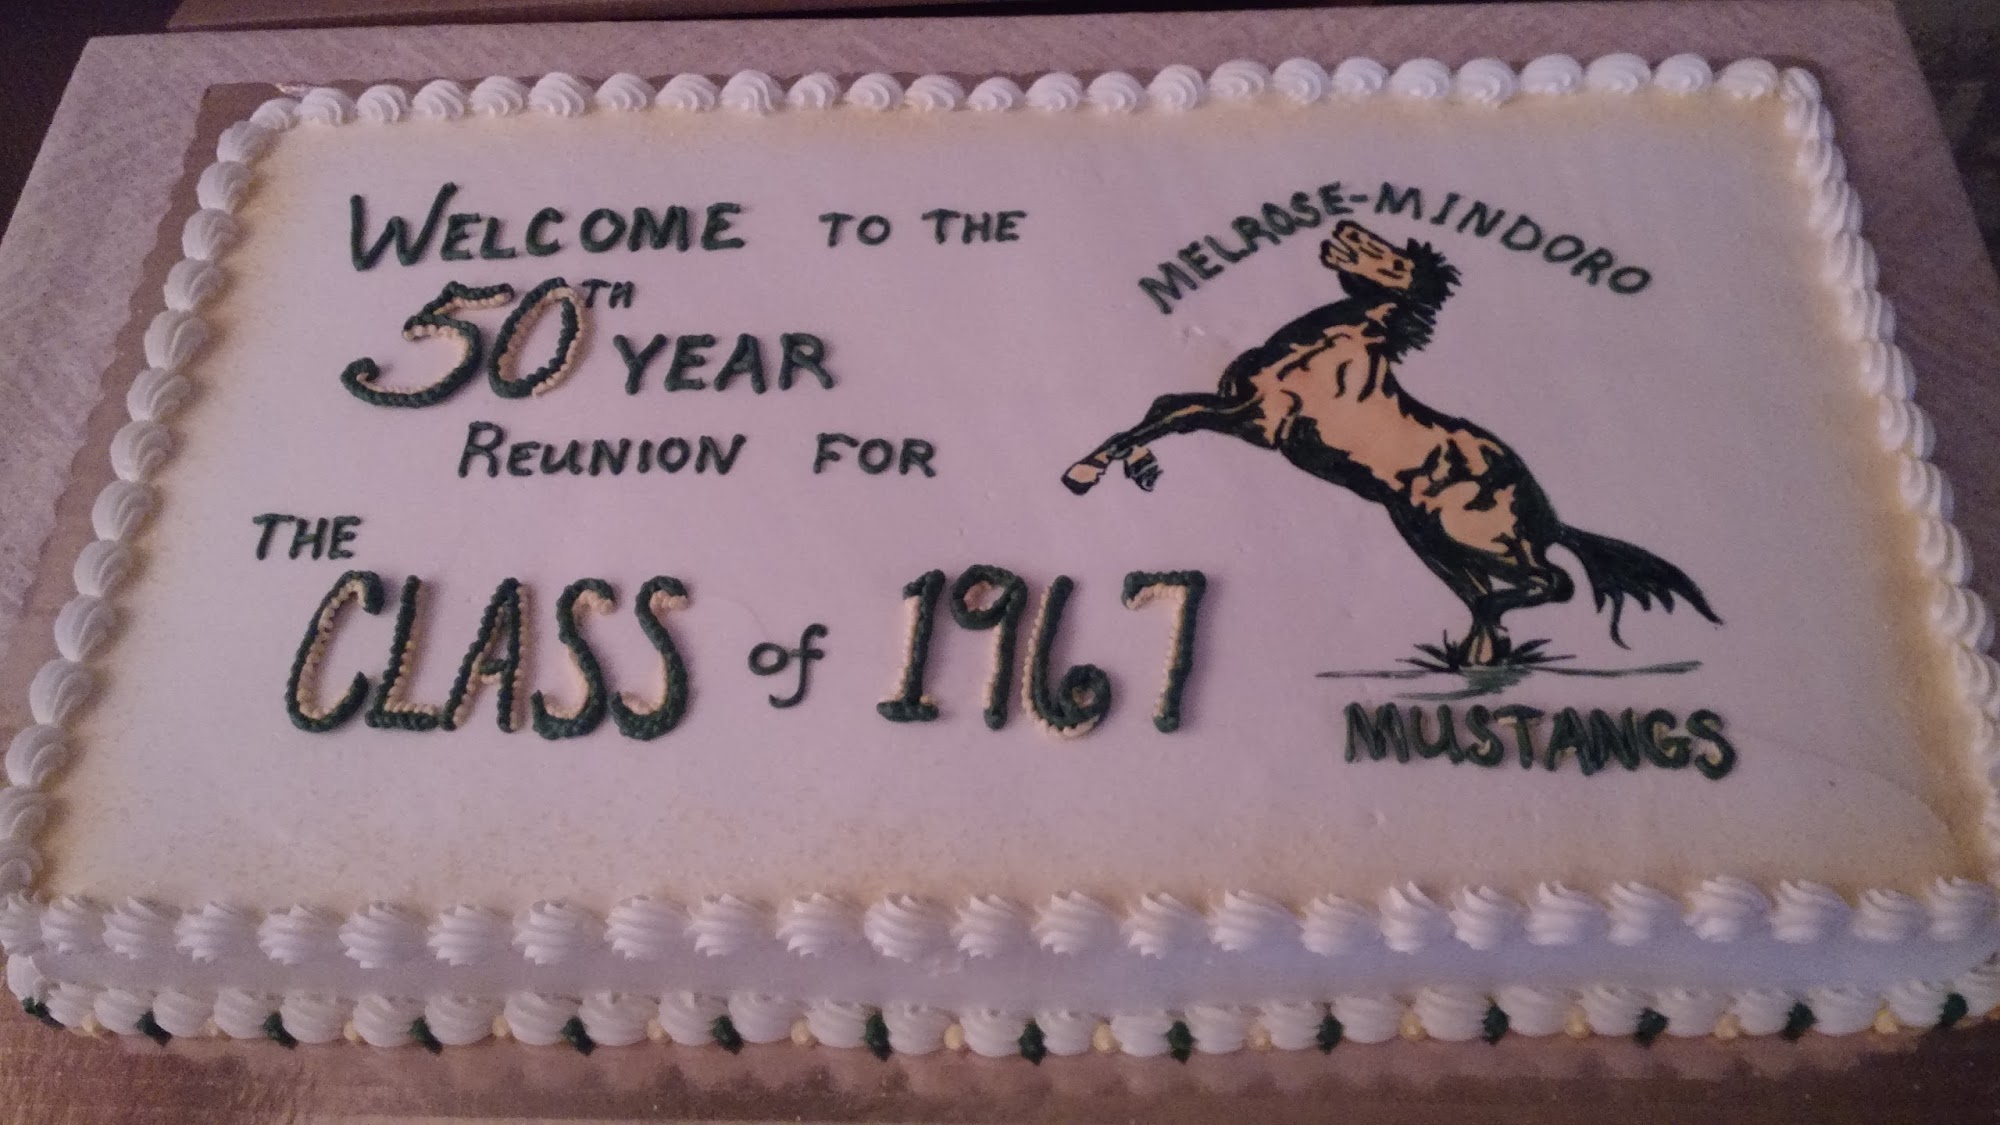 WELCOME TO THE
50TH YEAR
REUNION FOR
THE
CLASS of 1967
MELROSE-MINDORO
MUSTANGS